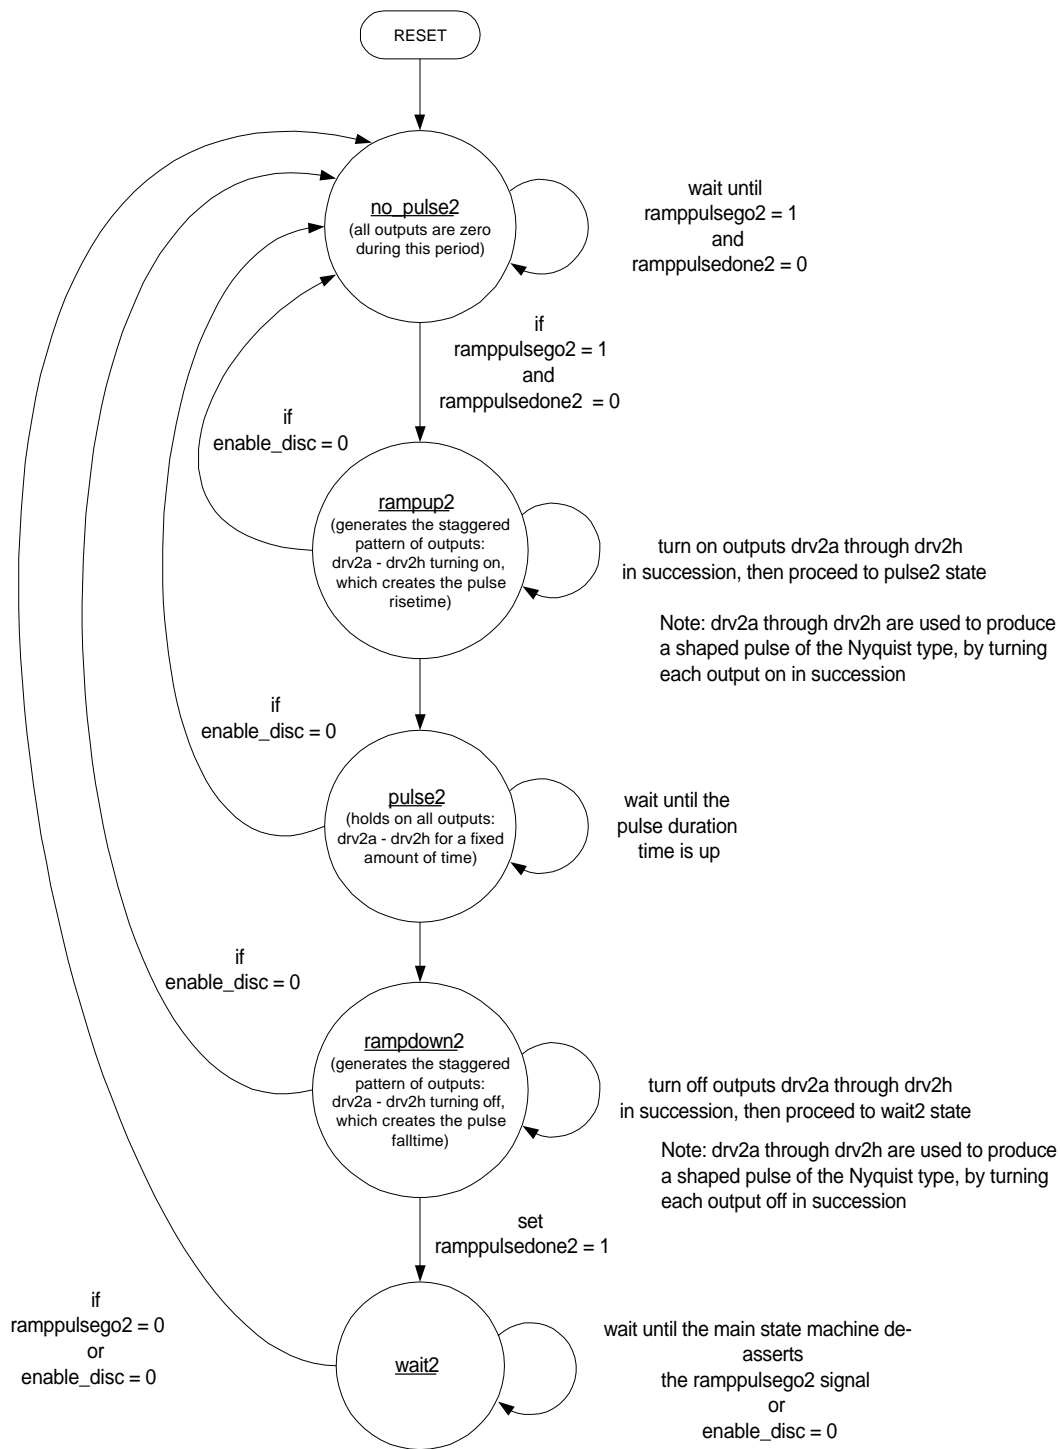 RESET
no_pulse2
(all outputs are zero
during this period)
wait until
ramppulsego2 = 1
and
ramppulsedone2 = 0
if
ramppulsego2 = 1
and
ramppulsedone2 = 0
if
enable_disc = 0
rampup2
(generates the staggered
pattern of outputs:
drv2a - drv2h turning on,
which creates the pulse
risetime)
turn on outputs drv2a through drv2h
in succession, then proceed to pulse2 state
Note: drv2a through drv2h are used to produce
a shaped pulse of the Nyquist type, by turning
each output on in succession
if
enable_disc = 0
pulse2
(holds on all outputs:
drv2a - drv2h for a fixed
amount of time)
wait until the
pulse duration
time is up
if
enable_disc = 0
rampdown2
(generates the staggered
pattern of outputs:
drv2a - drv2h turning off,
which creates the pulse
falltime)
turn off outputs drv2a through drv2h
in succession, then proceed to wait2 state
Note: drv2a through drv2h are used to produce
a shaped pulse of the Nyquist type, by turning
each output off in succession
set
ramppulsedone2 = 1
if
ramppulsego2 = 0
or
enable_disc = 0
wait2
wait until the main state machine de-
asserts
the ramppulsego2 signal
or
enable_disc = 0